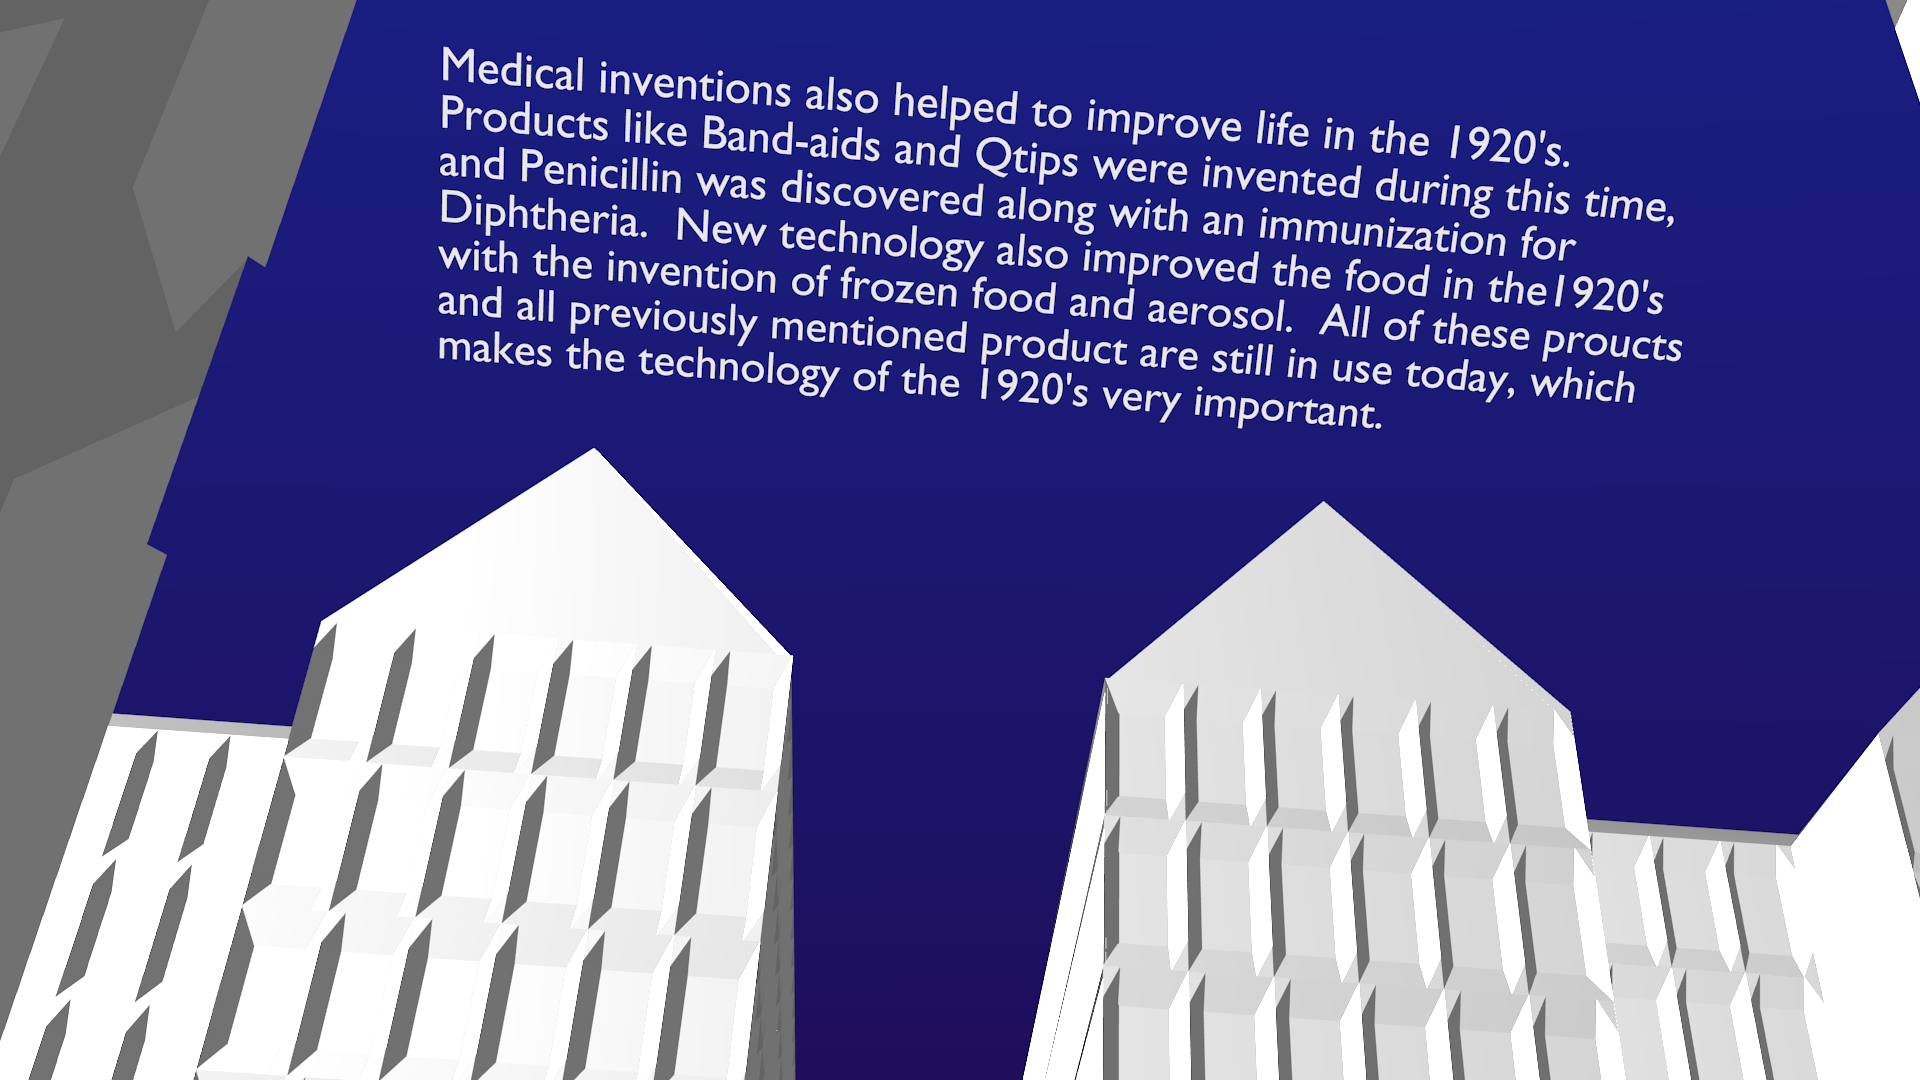 Medical inventions also helped to improve life in the 1920's.
Products like Band-aids and Qtips were invented during this time,
and Penicillin was discovered along with an immunization for
Diphtheria.  New technology also improved the food in the1920's
with the invention of frozen food and aerosol.  All of these proucts
and all previously mentioned product are still in use today, which
makes the technology of the 1920's very important.